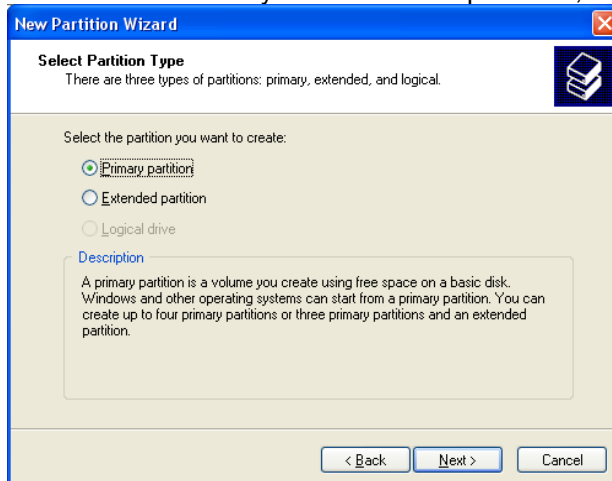 New Partition Wizard
Select Partition Type
There are three types of partitions: primary, extended, and logical.
Select the partition you want to create:
Primary partition
Extended partition
Logical drive
Description
A primary partition is a volume you create using free space on a basic disk.
Windows and other operating systems can start from a primary partition. You can
create up to four primary partitions or three primary partitions and an extended
partition.
< Back
Next >
Cancel